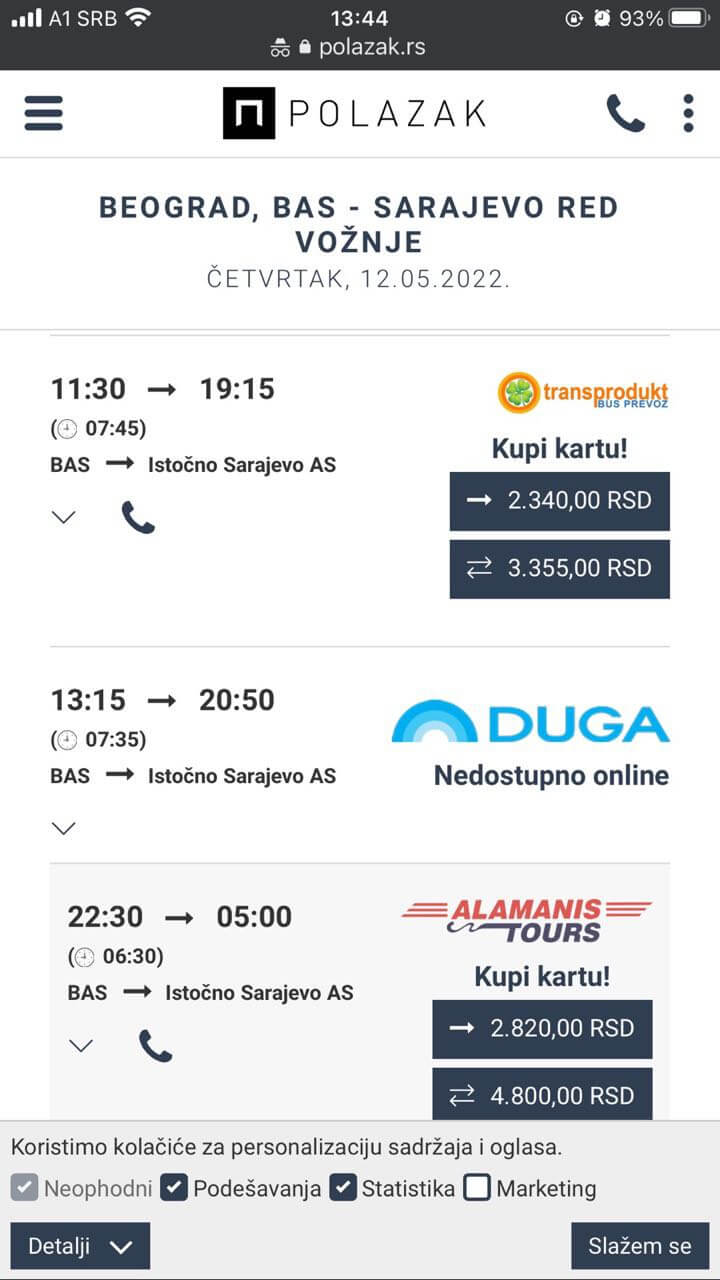 A1 SRB 13:44 93%
polazak.rs
POLAZAK
BEOGRAD, BAS - SARAJEVO RED
VOŽNJE
ČETVRTAK, 12.05.2022.
11:30 → 19:15
transprodukt
BUS PREVOZ
(07:45)
Kupi kartu!
BAS → Istočno Sarajevo AS
→ 2.340,00 RSD
⇄ 3.355,00 RSD
13:15 → 20:50
DUGA
(07:35)
BAS → Istočno Sarajevo AS
Nedostupno online
22:30 → 05:00
ALAMANIS
TOURS
(06:30)
Kupi kartu!
BAS → Istočno Sarajevo AS
→ 2.820,00 RSD
⇄ 4.800,00 RSD
Koristimo kolačiće za personalizaciju sadržaja i oglasa.
Neophodni Podešavanja Statistika Marketing
Detalji Slažem se